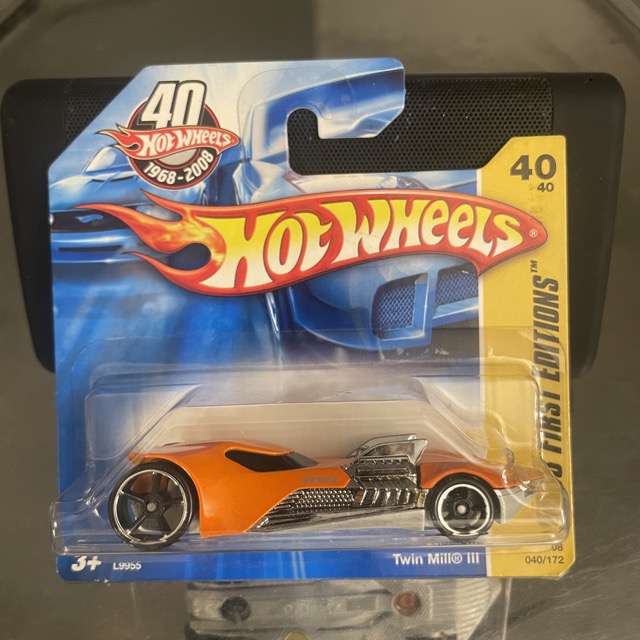 40
HOT WHEELS
1968-2008
40
40
HOT WHEELS®
FIRST EDITIONS™
3+
L9955
Twin Mill® III
08
040/172